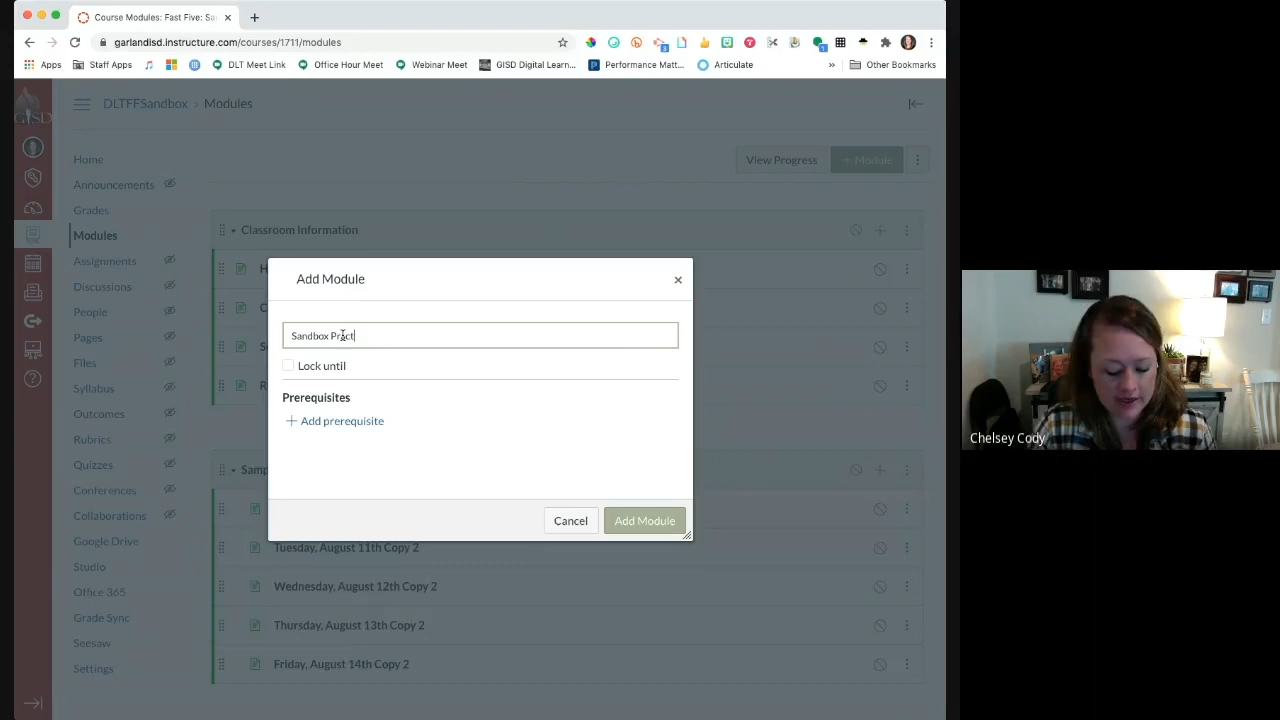 Course Modules: Fast Five: Sa
garlandisd.instructure.com/courses/1711/modules
Apps
Staff Apps
DLT Meet Link
Office Hour Meet
Webinar Meet
GISD Digital Learn...
Performance Matt...
Articulate
»
Other Bookmarks
GISD
DLTFFSandbox › Modules
Home
View Progress
+ Module
Announcements
Grades
Modules
Classroom Information
Assignments
Discussions
People
Pages
Files
Syllabus
Outcomes
Rubrics
Quizzes
Conferences
Collaborations
Google Drive
Studio
Office 365
Grade Sync
Seesaw
Settings
Add Module
×
Sandbox Pract
Lock until
Prerequisites
+ Add prerequisite
Cancel
Add Module
Samp
Tuesday, August 11th Copy 2
Wednesday, August 12th Copy 2
Thursday, August 13th Copy 2
Friday, August 14th Copy 2
Chelsey Cody